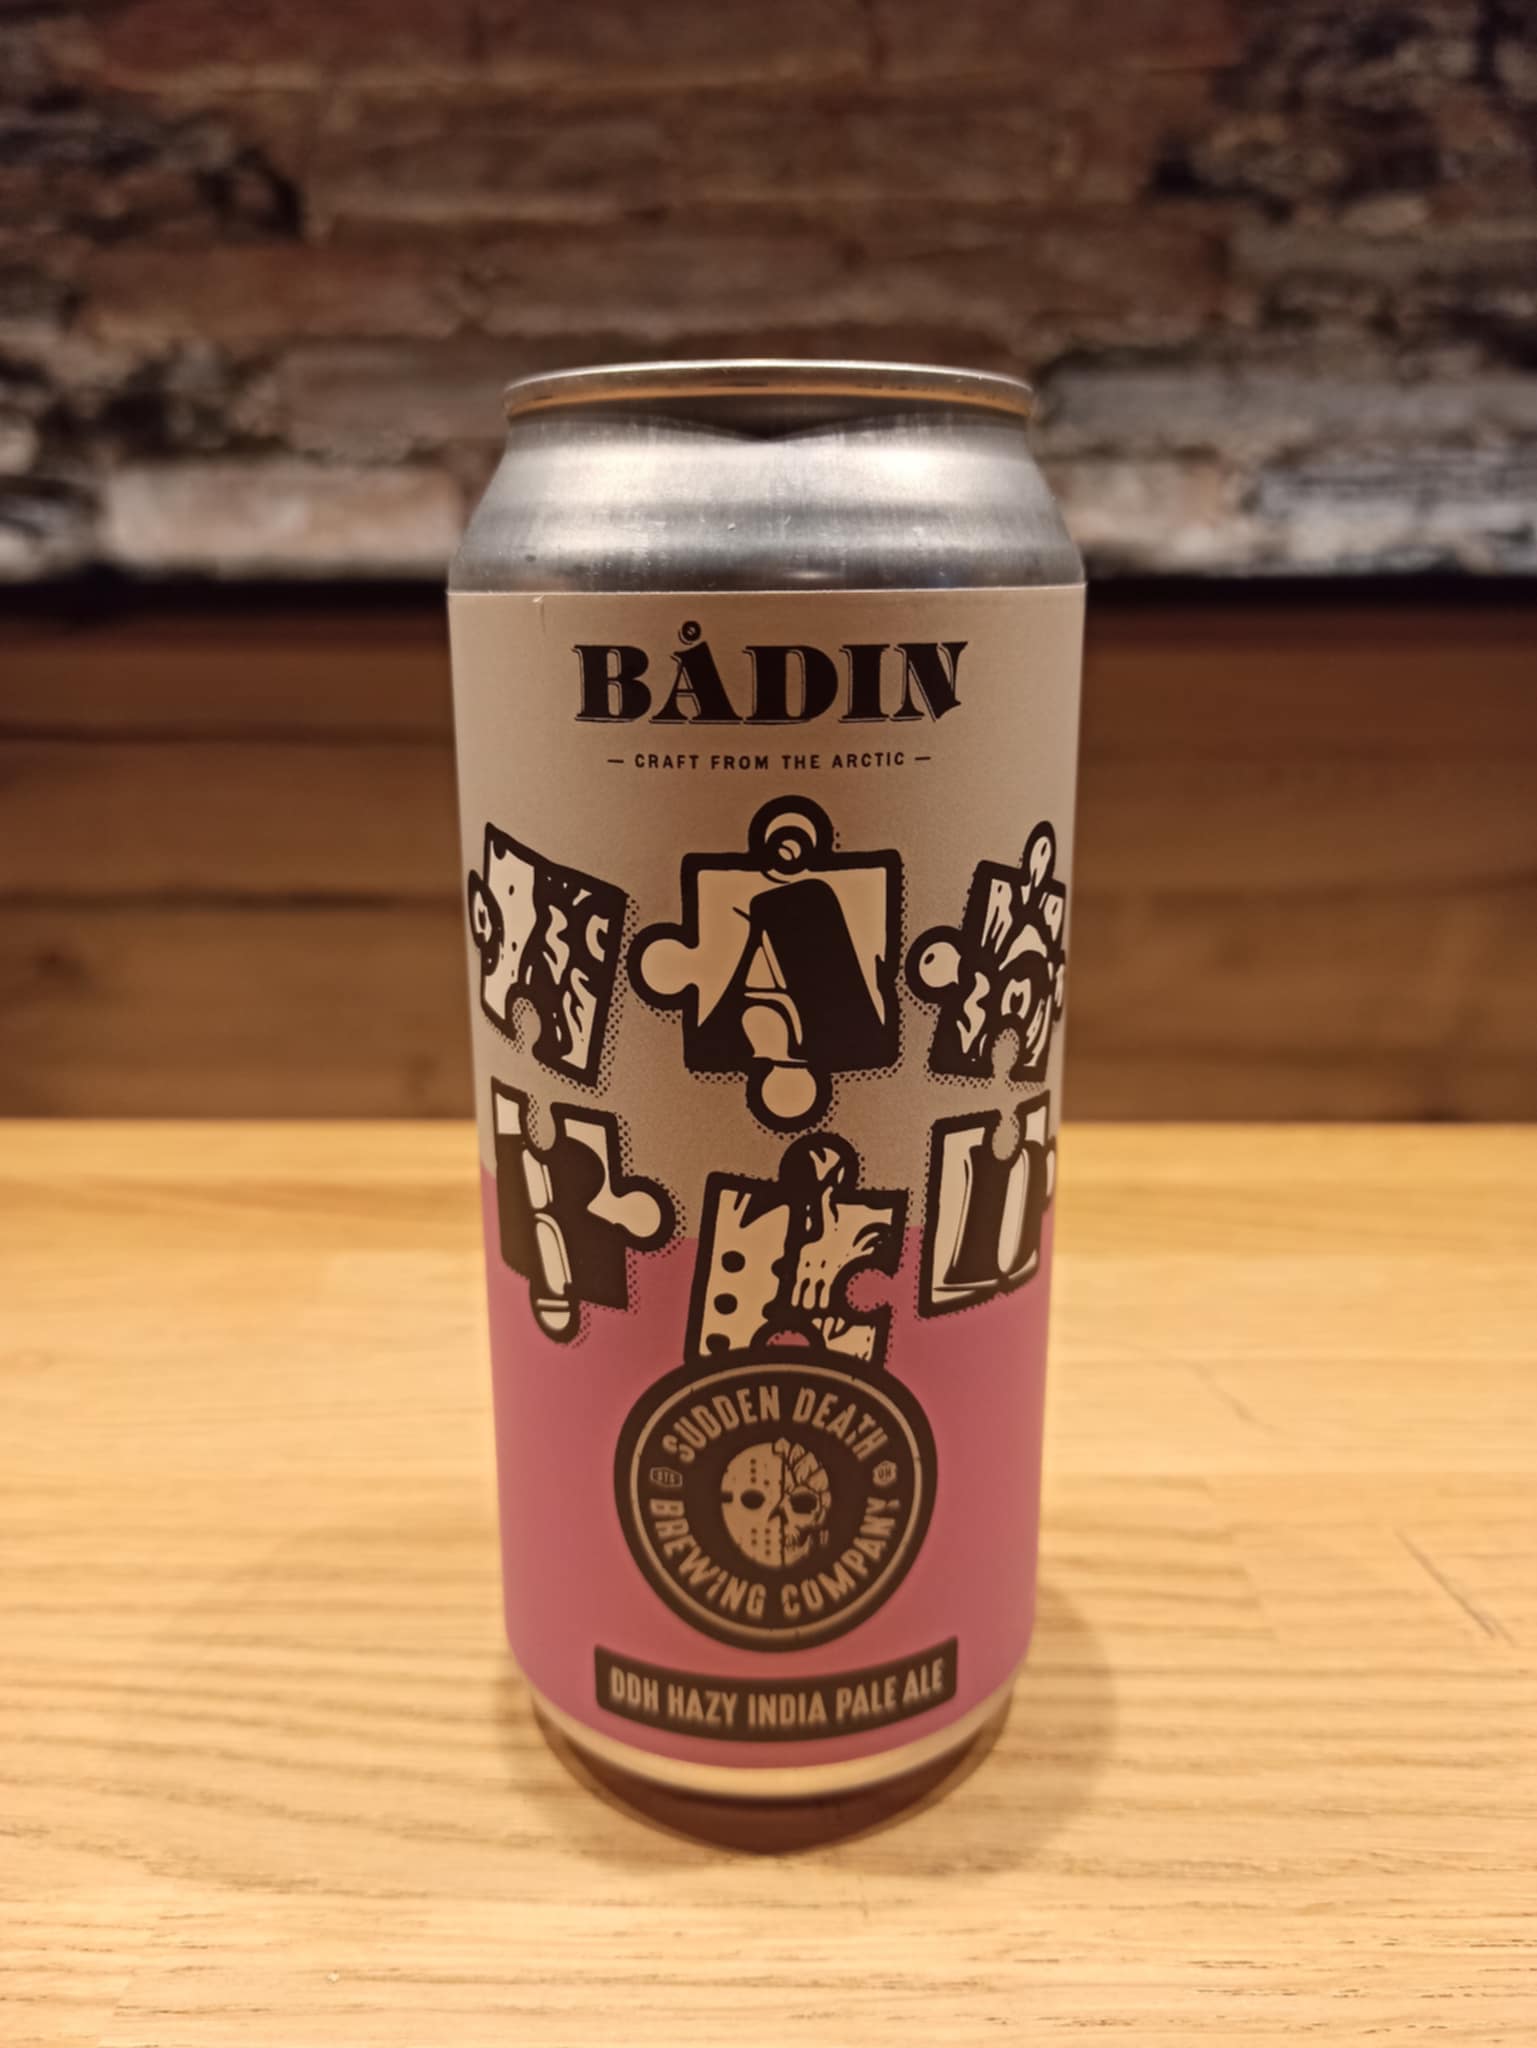 BÅDIN
— CRAFT FROM THE ARCTIC —
A
SUDDEN DEATH
BREWING COMPANY
DDH HAZY INDIA PALE ALE